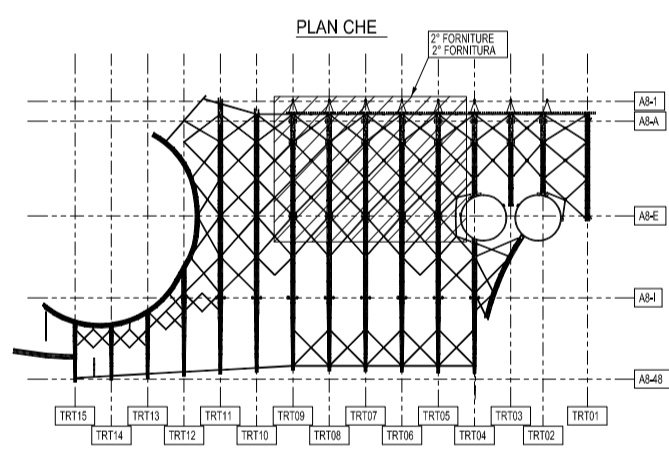 PLAN CHE
2° FORNITURE
2° FORNITURA
A8-1
A8-A
A8-E
A8-I
A8-48
TRT15
TRT13
TRT11
TRT09
TRT07
TRT05
TRT03
TRT01
TRT14
TRT12
TRT10
TRT08
TRT06
TRT04
TRT02